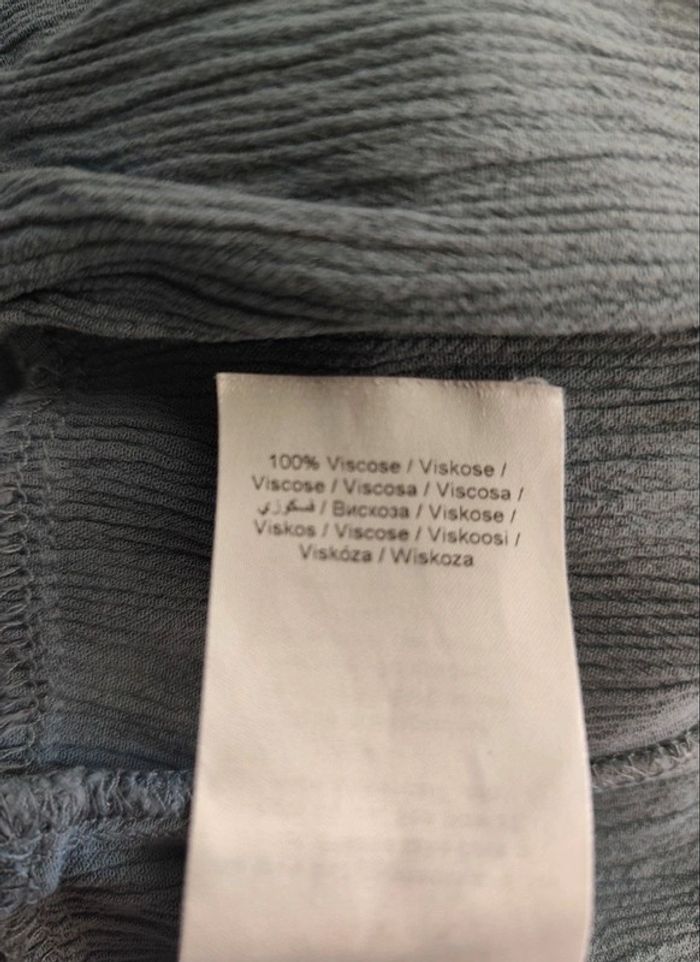 100% Viscose / Viskose /
Viscose / Viscosa / Viscosa /
فسكوزي / Вискоза / Viskose /
Viskos / Viscose / Viskoosi /
Viskóza / Wiskoza